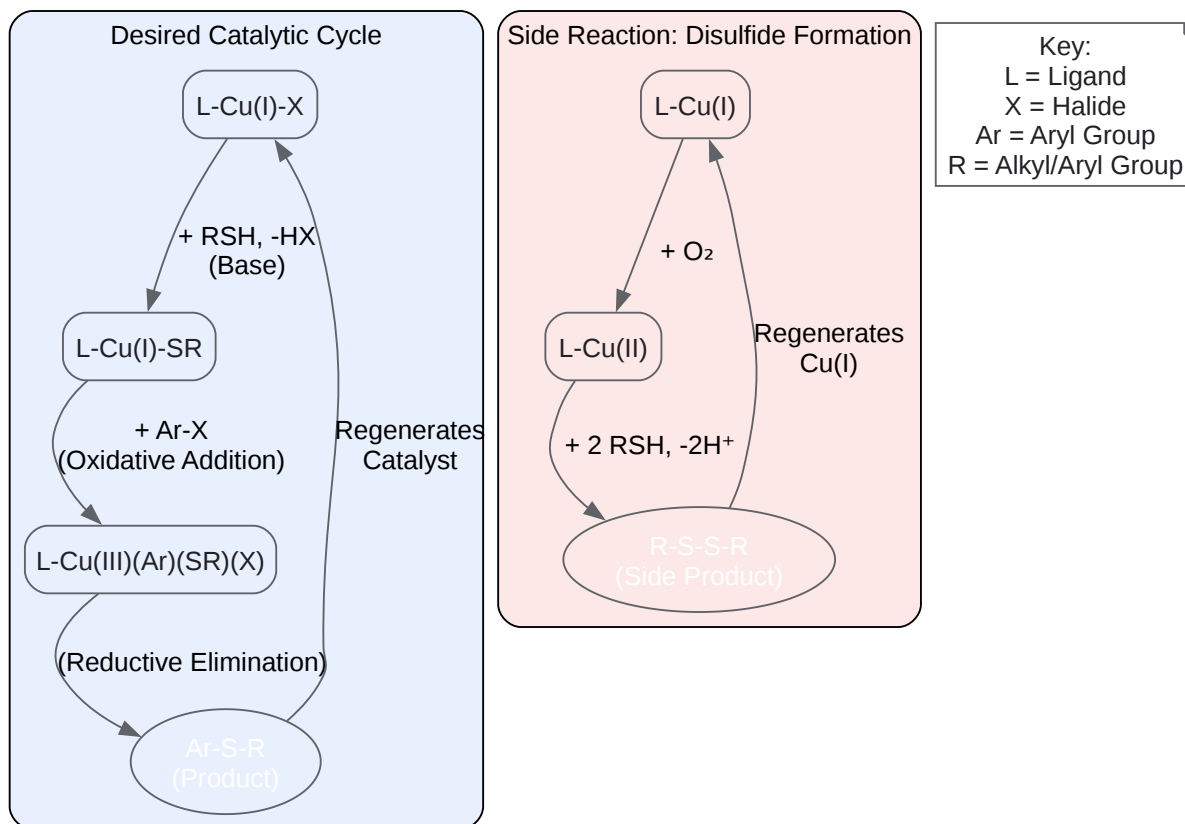 Desired Catalytic Cycle
L-Cu(I)-X
+ RSH, -HX
(Base)
L-Cu(I)-SR
+ Ar-X
(Oxidative Addition)
Regenerates
Catalyst
L-Cu(III)(Ar)(SR)(X)
(Reductive Elimination)
Ar-S-R
(Product)
Side Reaction: Disulfide Formation
L-Cu(I)
+ O₂
L-Cu(II)
Regenerates
Cu(I)
+ 2 RSH, -2H⁺
R-S-S-R
(Side Product)
Key:
L = Ligand
X = Halide
Ar = Aryl Group
R = Alkyl/Aryl Group